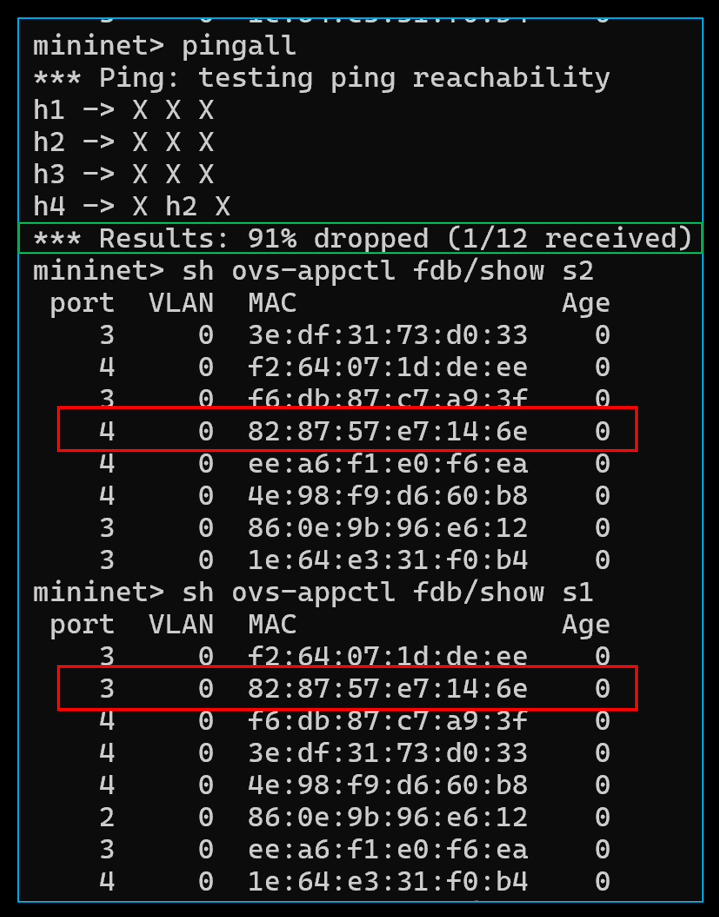 mininet> pingall
*** Ping: testing ping reachability
h1 -> X X X
h2 -> X X X
h3 -> X X X
h4 -> X h2 X
*** Results: 91% dropped (1/12 received)
mininet> sh ovs-appctl fdb/show s2
port VLAN MAC Age
3 0 3e:df:31:73:d0:33 0
4 0 f2:64:07:1d:de:ee 0
3 0 f6:db:87:c7:a9:3f 0
4 0 82:87:57:e7:14:6e 0
4 0 ee:a6:f1:e0:f6:ea 0
4 0 4e:98:f9:d6:60:b8 0
3 0 86:0e:9b:96:e6:12 0
3 0 1e:64:e3:31:f0:b4 0
mininet> sh ovs-appctl fdb/show s1
port VLAN MAC Age
3 0 f2:64:07:1d:de:ee 0
3 0 82:87:57:e7:14:6e 0
4 0 f6:db:87:c7:a9:3f 0
4 0 3e:df:31:73:d0:33 0
4 0 4e:98:f9:d6:60:b8 0
2 0 86:0e:9b:96:e6:12 0
3 0 ee:a6:f1:e0:f6:ea 0
4 0 1e:64:e3:31:f0:b4 0